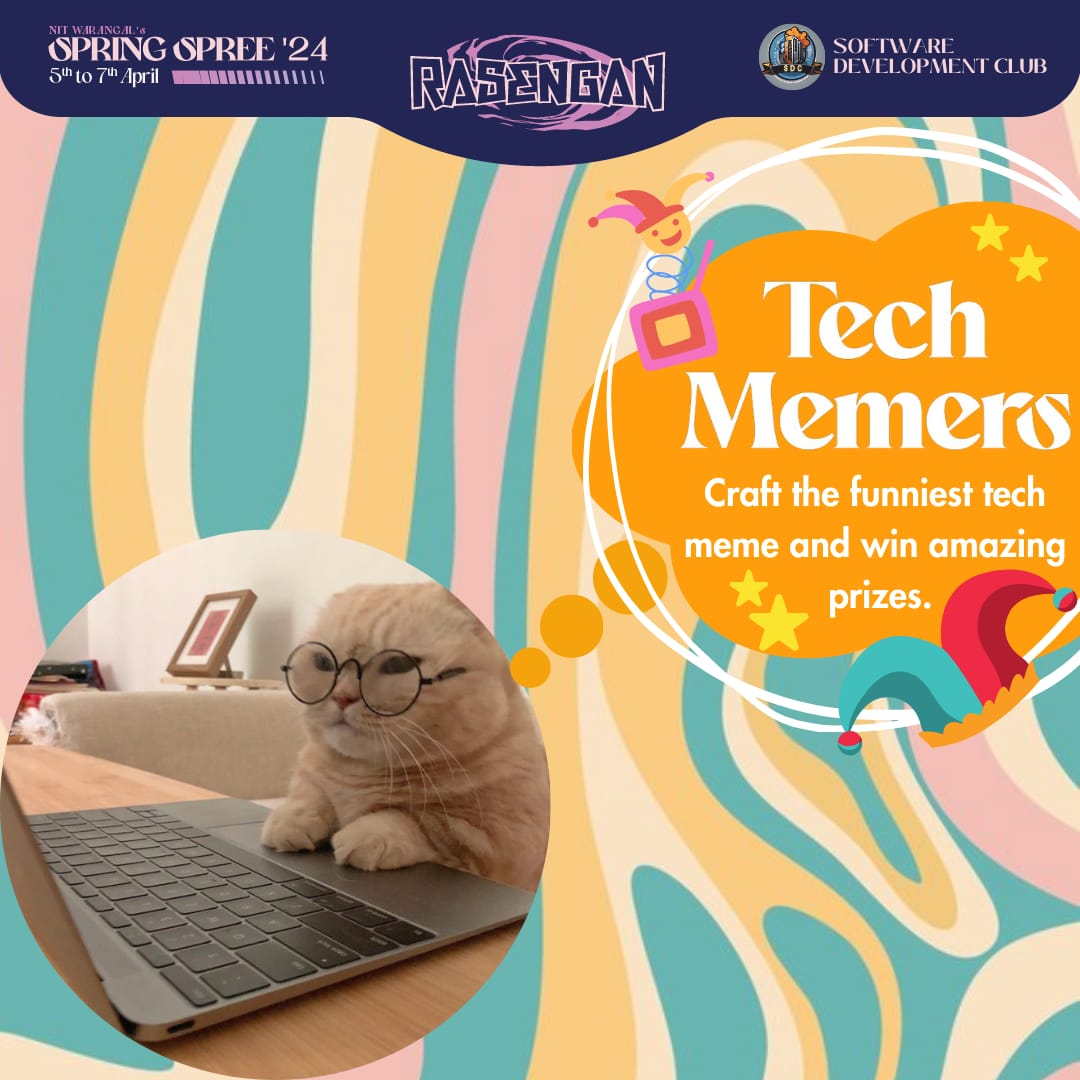 NIT WARANGAL's
SPRING SPREE '24
5th to 7th April
RASENGAN
SDC
SOFTWARE
DEVELOPMENT CLUB
Tech
Memers
Craft the funniest tech
meme and win amazing
prizes.